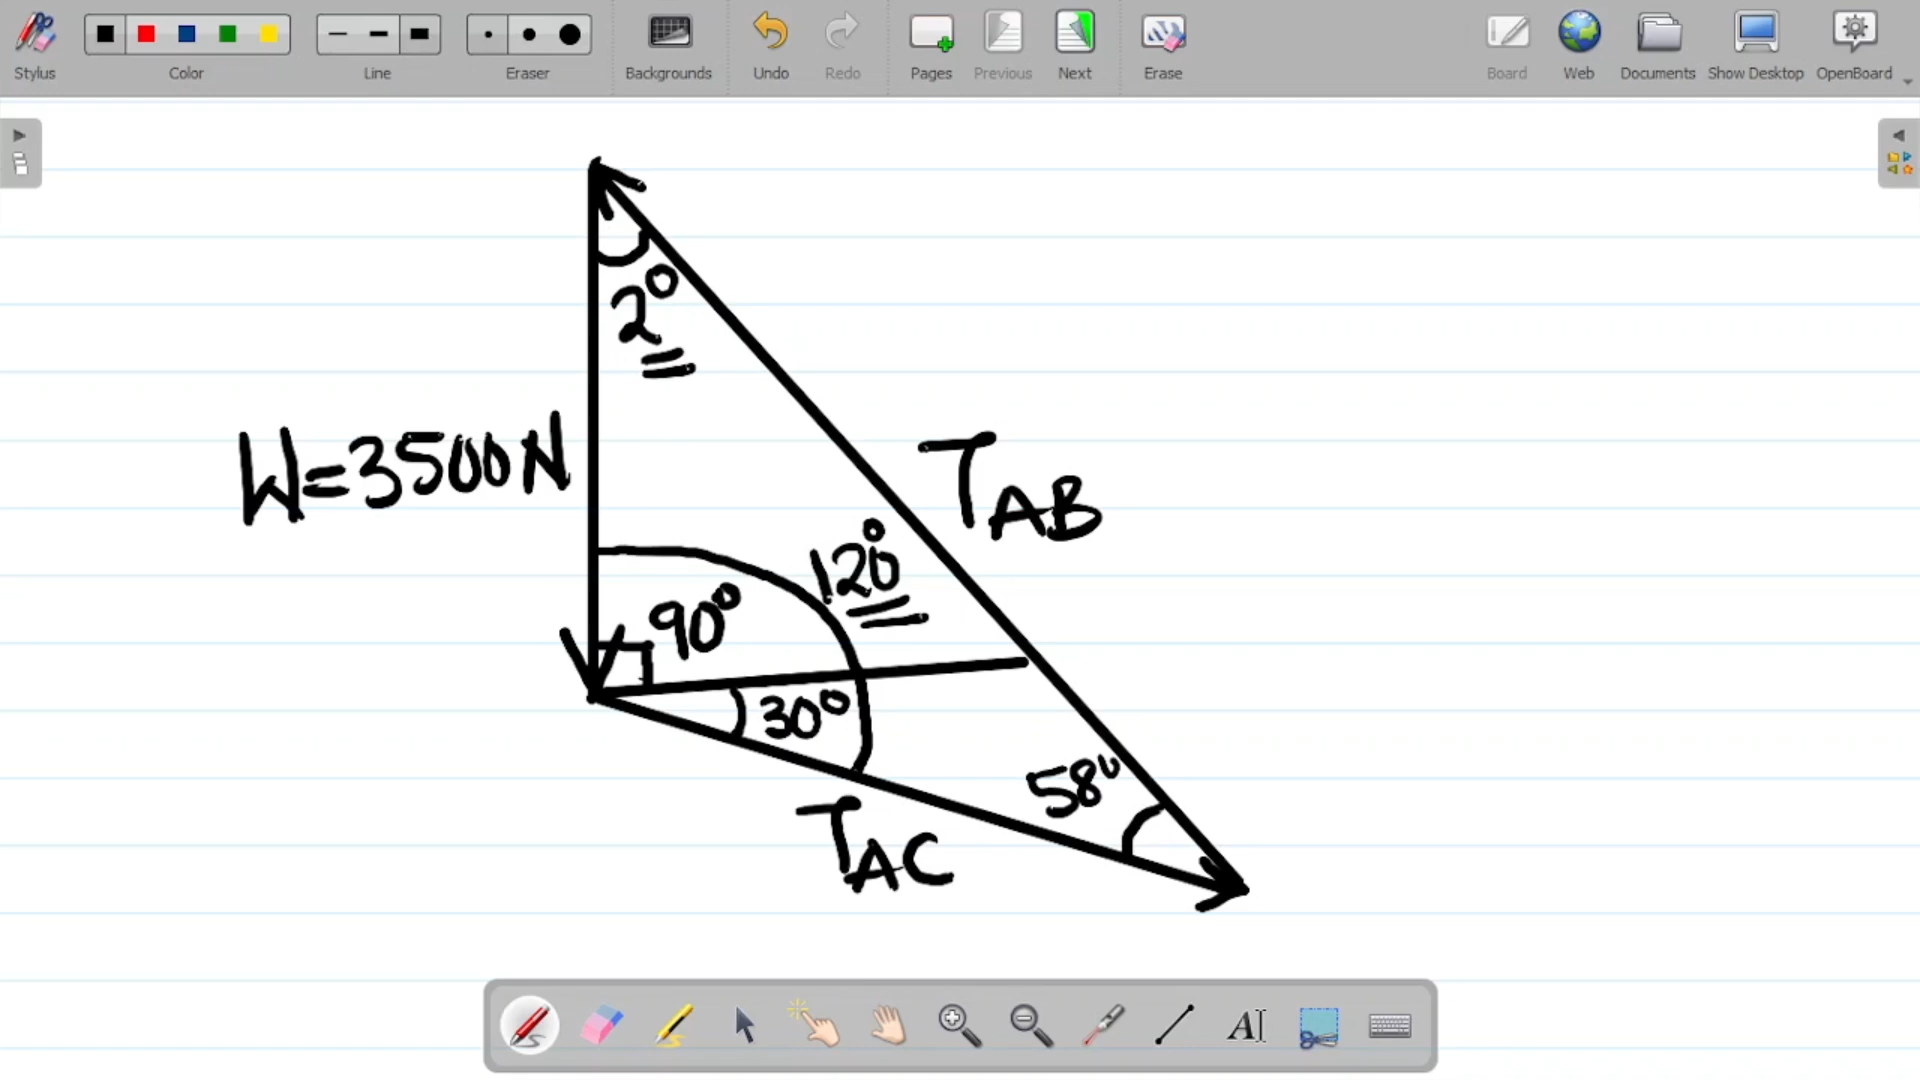 Stylus
Color
Line
Eraser
Backgrounds
Undo
Redo
Pages
Previous
Next
Erase
Board
Web
Documents
Show Desktop
OpenBoard
2°
W=3500N
TAB
120°
90°
30°
58°
TAC
A